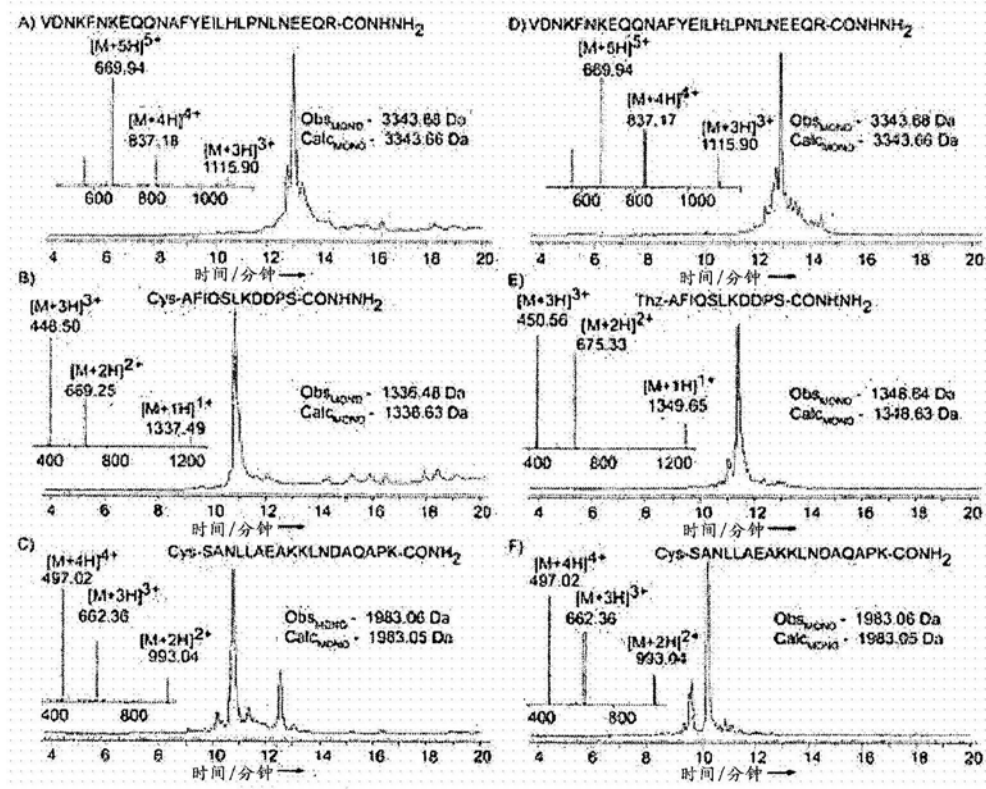 A) VDNKFNKEQQNAFYEILHLPNLNEEQR-CONHNH2
[M+5H]5+
669.94
[M+4H]4+
837.18
[M+3H]3+
1115.90
ObsMONO - 3343.68 Da
CalcMONO - 3343.66 Da
600 800 1000
4 6 8 10 12 14 16 18 20
时间/分钟
B) Cys-AFIQSLKDDPS-CONHNH2
[M+3H]3+
446.50
[M+2H]2+
669.25
[M+1H]1+
1337.49
ObsMONO - 1336.48 Da
CalcMONO - 1336.63 Da
400 800 1200
4 6 8 10 12 14 16 18 20
时间/分钟
C) Cys-SANLLAEAKKLNDAQAPK-CONH2
[M+4H]4+
497.02
[M+3H]3+
662.36
[M+2H]2+
993.04
ObsMONO - 1983.06 Da
CalcMONO - 1983.05 Da
400 800
4 6 8 10 12 14 16 18 20
时间/分钟
D) VDNKFNKEQQNAFYEILHLPNLNEEQR-CONHNH2
[M+5H]5+
669.94
[M+4H]4+
837.17
[M+3H]3+
1115.90
ObsMONO - 3343.68 Da
CalcMONO - 3343.66 Da
600 800 1000
4 6 8 10 12 14 16 18 20
时间/分钟
E) Thz-AFIQSLKDDPS-CONHNH2
[M+3H]3+
450.56
[M+2H]2+
675.33
[M+1H]1+
1349.65
ObsMONO - 1348.64 Da
CalcMONO - 1348.63 Da
400 800 1200
4 6 8 10 12 14 16 18 20
时间/分钟
F) Cys-SANLLAEAKKLNDAQAPK-CONH2
[M+4H]4+
497.02
[M+3H]3+
662.36
[M+2H]2+
993.04
ObsMONO - 1983.06 Da
CalcMONO - 1983.05 Da
400 800
4 6 8 10 12 14 16 18 20
时间/分钟